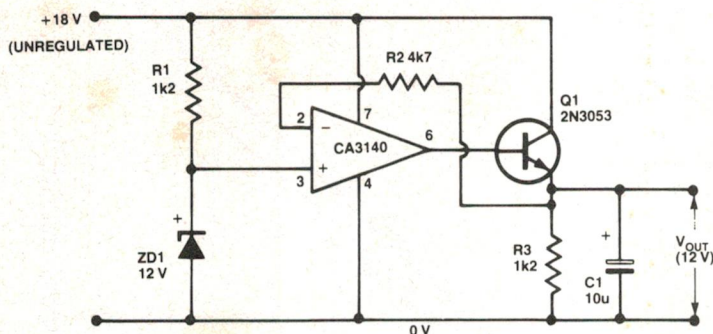 +18 V
(UNREGULATED)
R1
1k2
R2 4k7
Q1
2N3053
2
7
6
CA3140
3
4
+
ZD1
12 V
R3
1k2
+
C1
10u
VOUT
(12 V)
0 V